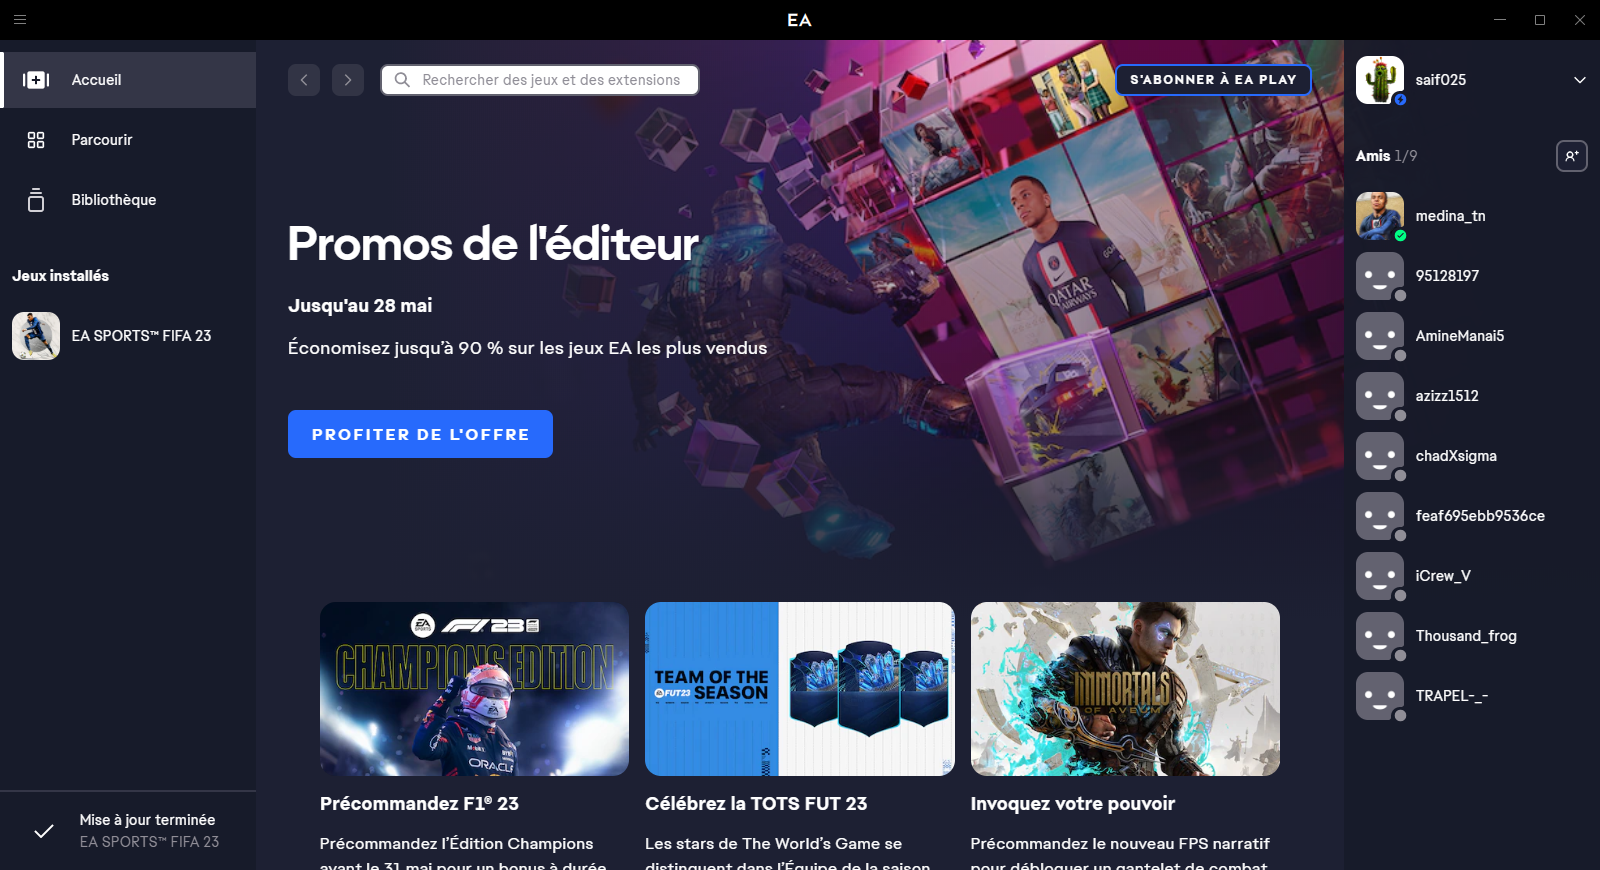 EA
Accueil
Parcourir
Bibliothèque
Jeux installés
EA SPORTS™ FIFA 23
Mise à jour terminée
EA SPORTS™ FIFA 23
Rechercher des jeux et des extensions
S'ABONNER À EA PLAY
Promos de l'éditeur
Jusqu'au 28 mai
Économisez jusqu’à 90 % sur les jeux EA les plus vendus
PROFITER DE L'OFFRE
QATAR
AIRWAYS
EA SPORTS F1 23
CHAMPIONS EDITION
ORACLE
Précommandez F1® 23
Précommandez l’Édition Champions
avant le 31 mai pour un bonus à durée
TEAM OF THE
FUT23 SEASON
Célébrez la TOTS FUT 23
Les stars de The World’s Game se
distinguent dans l’Équipe de la saison
IMMORTALS
OF AVEUM
Invoquez votre pouvoir
Précommandez le nouveau FPS narratif
pour débloquer un gantelet de combat
saif025
Amis 1/9
medina_tn
95128197
AmineManai5
azizz1512
chadXsigma
feaf695ebb9536ce
iCrew_V
Thousand_frog
TRAPEL-_-